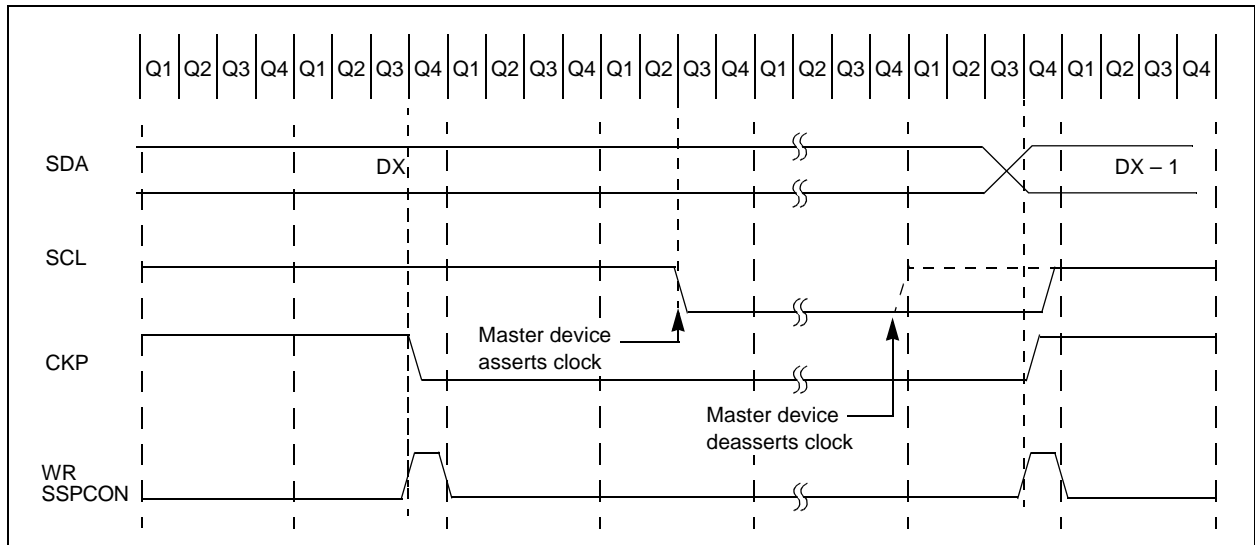 Q1 Q2 Q3 Q4 Q1 Q2 Q3 Q4 Q1 Q2 Q3 Q4 Q1 Q2 Q3 Q4 Q1 Q2 Q3 Q4 Q1 Q2 Q3 Q4 Q1 Q2 Q3 Q4
SDA
DX
DX – 1
SCL
Master device
asserts clock
CKP
Master device
deasserts clock
WR
SSPCON